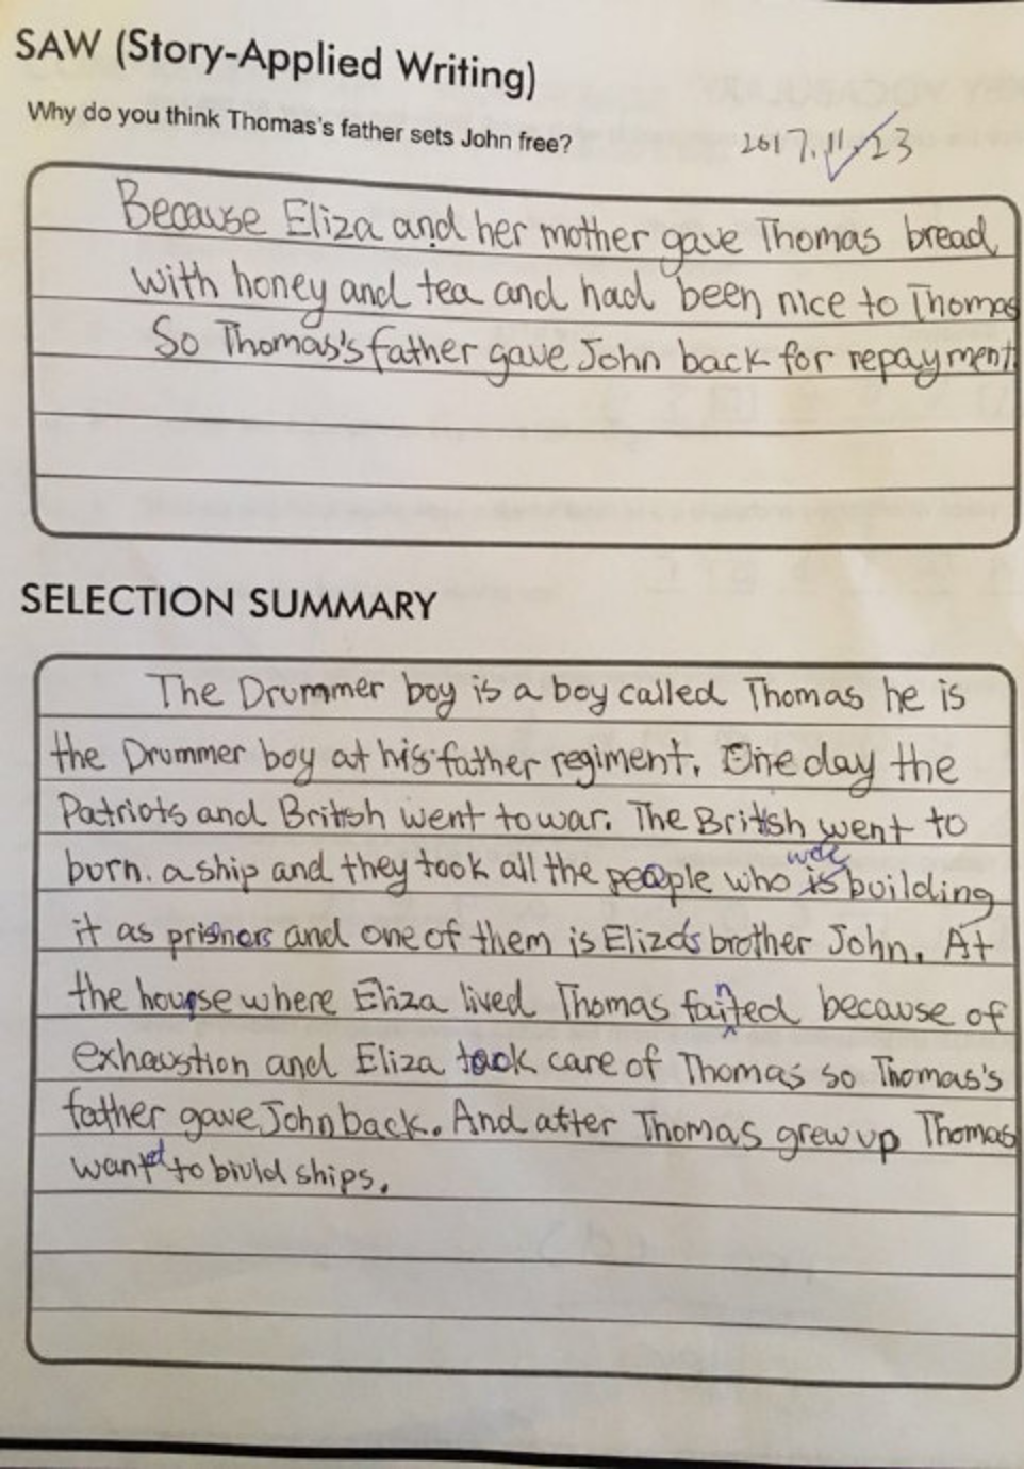 SAW (Story-Applied Writing)
Why do you think Thomas's father sets John free?
2017.11.23
Because Eliza and her mother gave Thomas bread
with honey and tea and had been nice to Thomas
So Thomas's father gave John back for repayment
SELECTION SUMMARY
The Drummer boy is a boy called Thomas he is
the Drummer boy at his father regiment. One day the
Patriots and British went to war. The British went to
burn. a ship and they took all the people who is building
it as prisners and one of them is Eliza's brother John. At
the house where Eliza lived Thomas fainted because of
exhaustion and Eliza took care of Thomas so Thomas's
father gave John back. And after Thomas grew up Thomas
wanted to biuld ships.